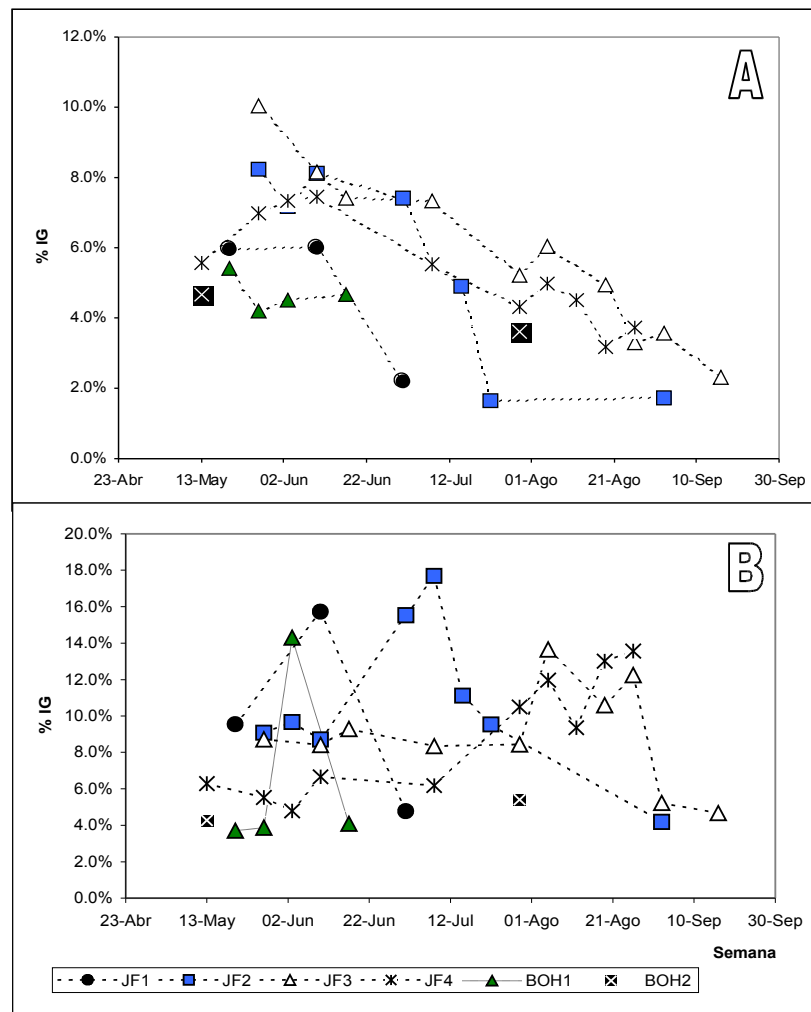 12.0%
A
10.0%
8.0%
% IG
6.0%
4.0%
2.0%
0.0%
23-Abr 13-May 02-Jun 22-Jun 12-Jul 01-Ago 21-Ago 10-Sep 30-Sep
20.0%
B
18.0%
16.0%
14.0%
12.0%
% IG
10.0%
8.0%
6.0%
4.0%
2.0%
0.0%
23-Abr 13-May 02-Jun 22-Jun 12-Jul 01-Ago 21-Ago 10-Sep 30-Sep
Semana
JF1 JF2 JF3 JF4 BOH1 BOH2